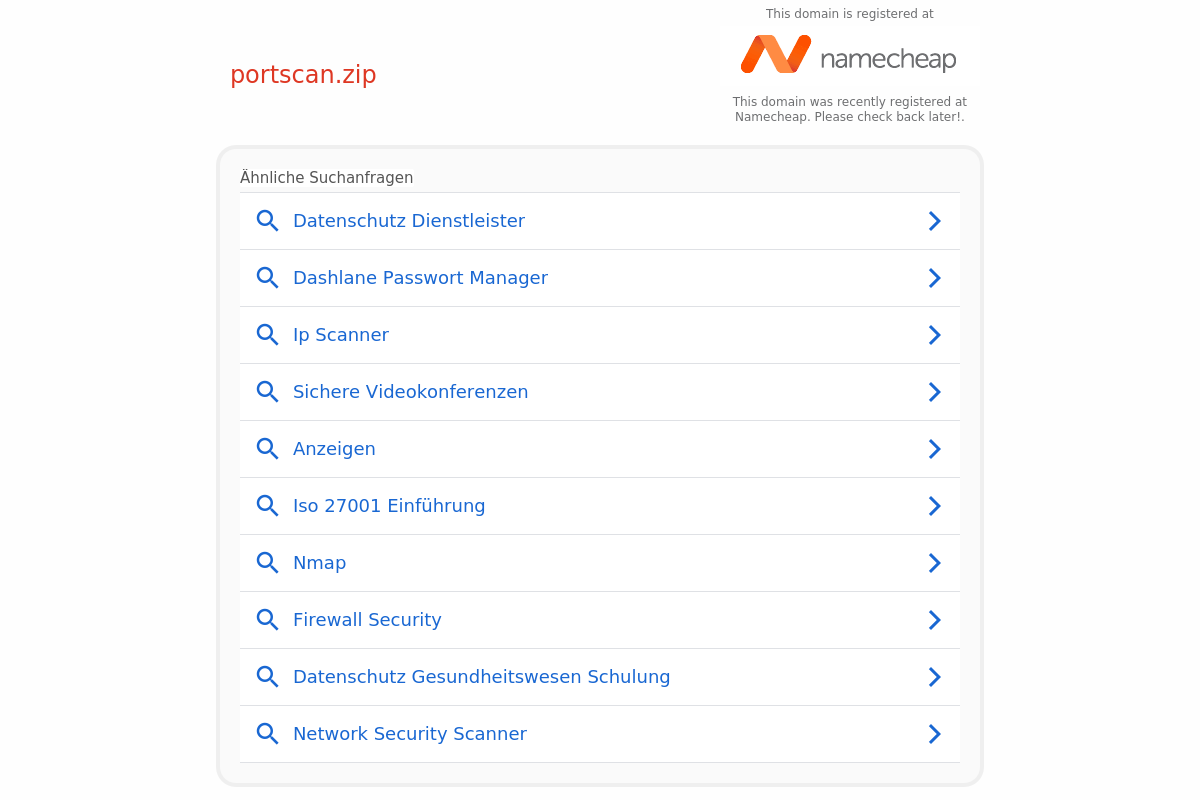 This domain is registered at
portscan.zip
namecheap
This domain was recently registered at
Namecheap. Please check back later!.
Ähnliche Suchanfragen
Datenschutz Dienstleister
Dashlane Passwort Manager
Ip Scanner
Sichere Videokonferenzen
Anzeigen
Iso 27001 Einführung
Nmap
Firewall Security
Datenschutz Gesundheitswesen Schulung
Network Security Scanner